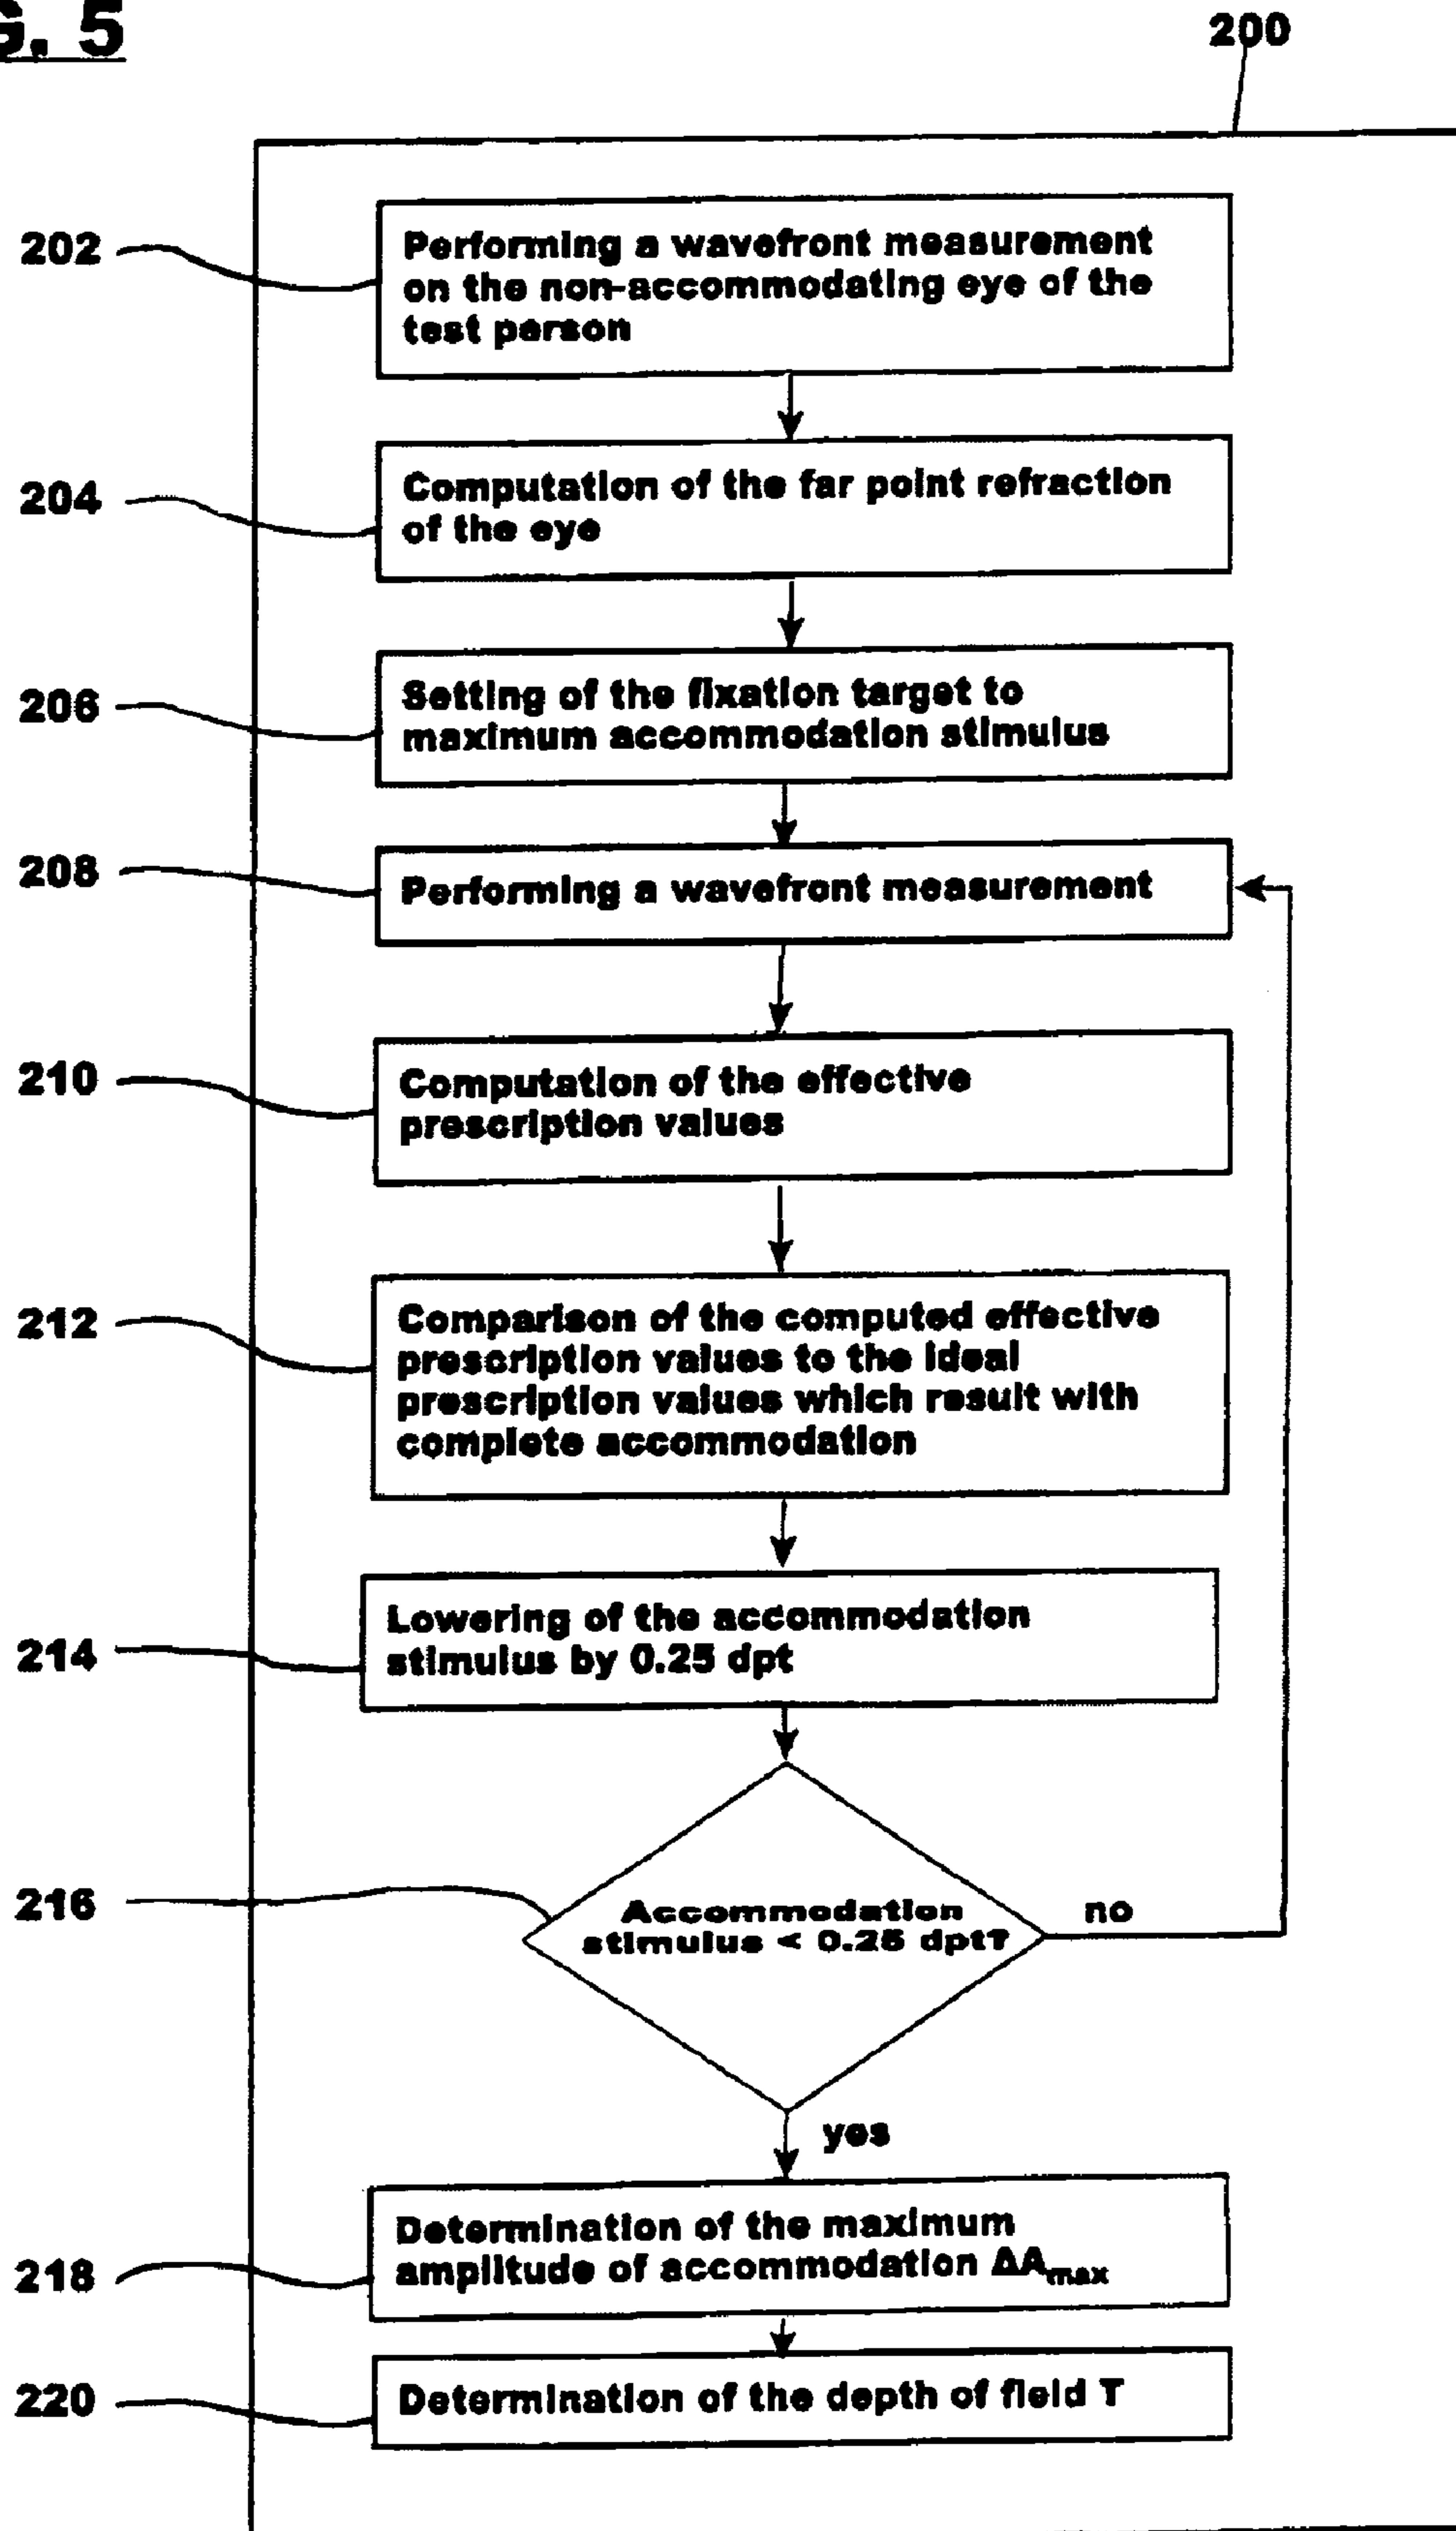 G. 5
200
202
Performing a wavefront measurement
on the non-accommodating eye of the
test person
204
Computation of the far point refraction
of the eye
206
Setting of the fixation target to
maximum accommodation stimulus
208
Performing a wavefront measurement
210
Computation of the effective
prescription values
212
Comparison of the computed effective
prescription values to the ideal
prescription values which result with
complete accommodation
214
Lowering of the accommodation
stimulus by 0.25 dpt
216
Accommodation
stimulus < 0.25 dpt?
no
yes
218
Determination of the maximum
amplitude of accommodation ΔAmax
220
Determination of the depth of field T